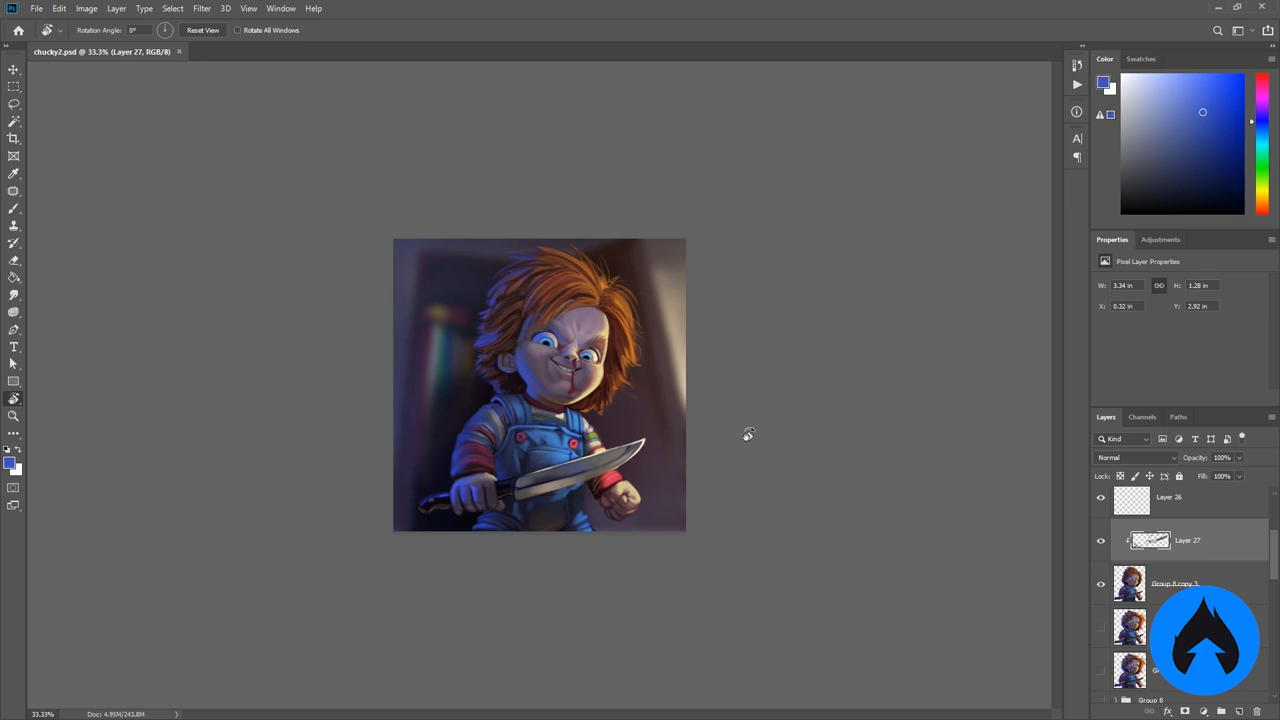 Ps File Edit Image Layer Type Select Filter 3D View Window Help
Rotation Angle: 0° Reset View Rotate All Windows
chucky2.psd @ 33.3% (Layer 27, RGB/8) ×
Color Swatches
Properties Adjustments
Pixel Layer Properties
W: 3.34 in H: 1.28 in
X: 0.32 in Y: 2.92 in
Layers Channels Paths
Kind
Normal Opacity: 100%
Lock: Fill: 100%
Layer 26
Layer 27
Group 8 copy 3
Group 8
33.33% Doc: 4.95M/243.8M